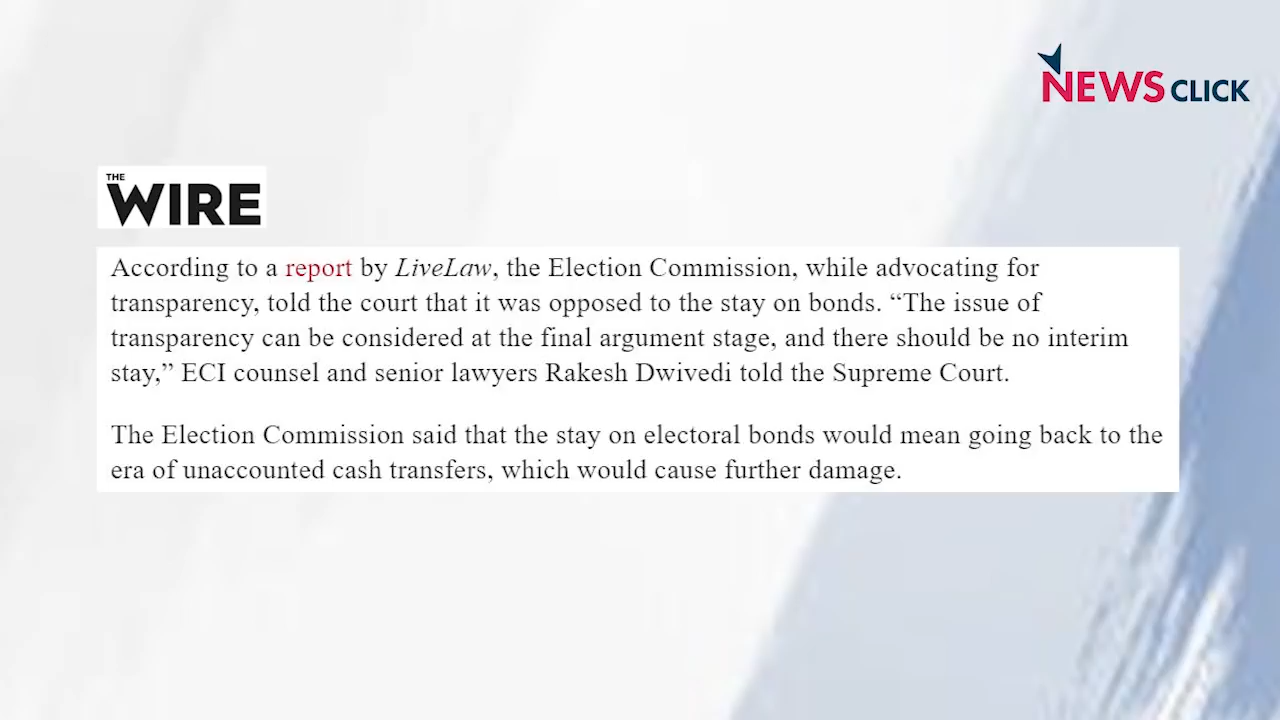 NEWS CLICK
THE
WIRE
According to a report by LiveLaw, the Election Commission, while advocating for
transparency, told the court that it was opposed to the stay on bonds. “The issue of
transparency can be considered at the final argument stage, and there should be no interim
stay,” ECI counsel and senior lawyers Rakesh Dwivedi told the Supreme Court.
The Election Commission said that the stay on electoral bonds would mean going back to the
era of unaccounted cash transfers, which would cause further damage.